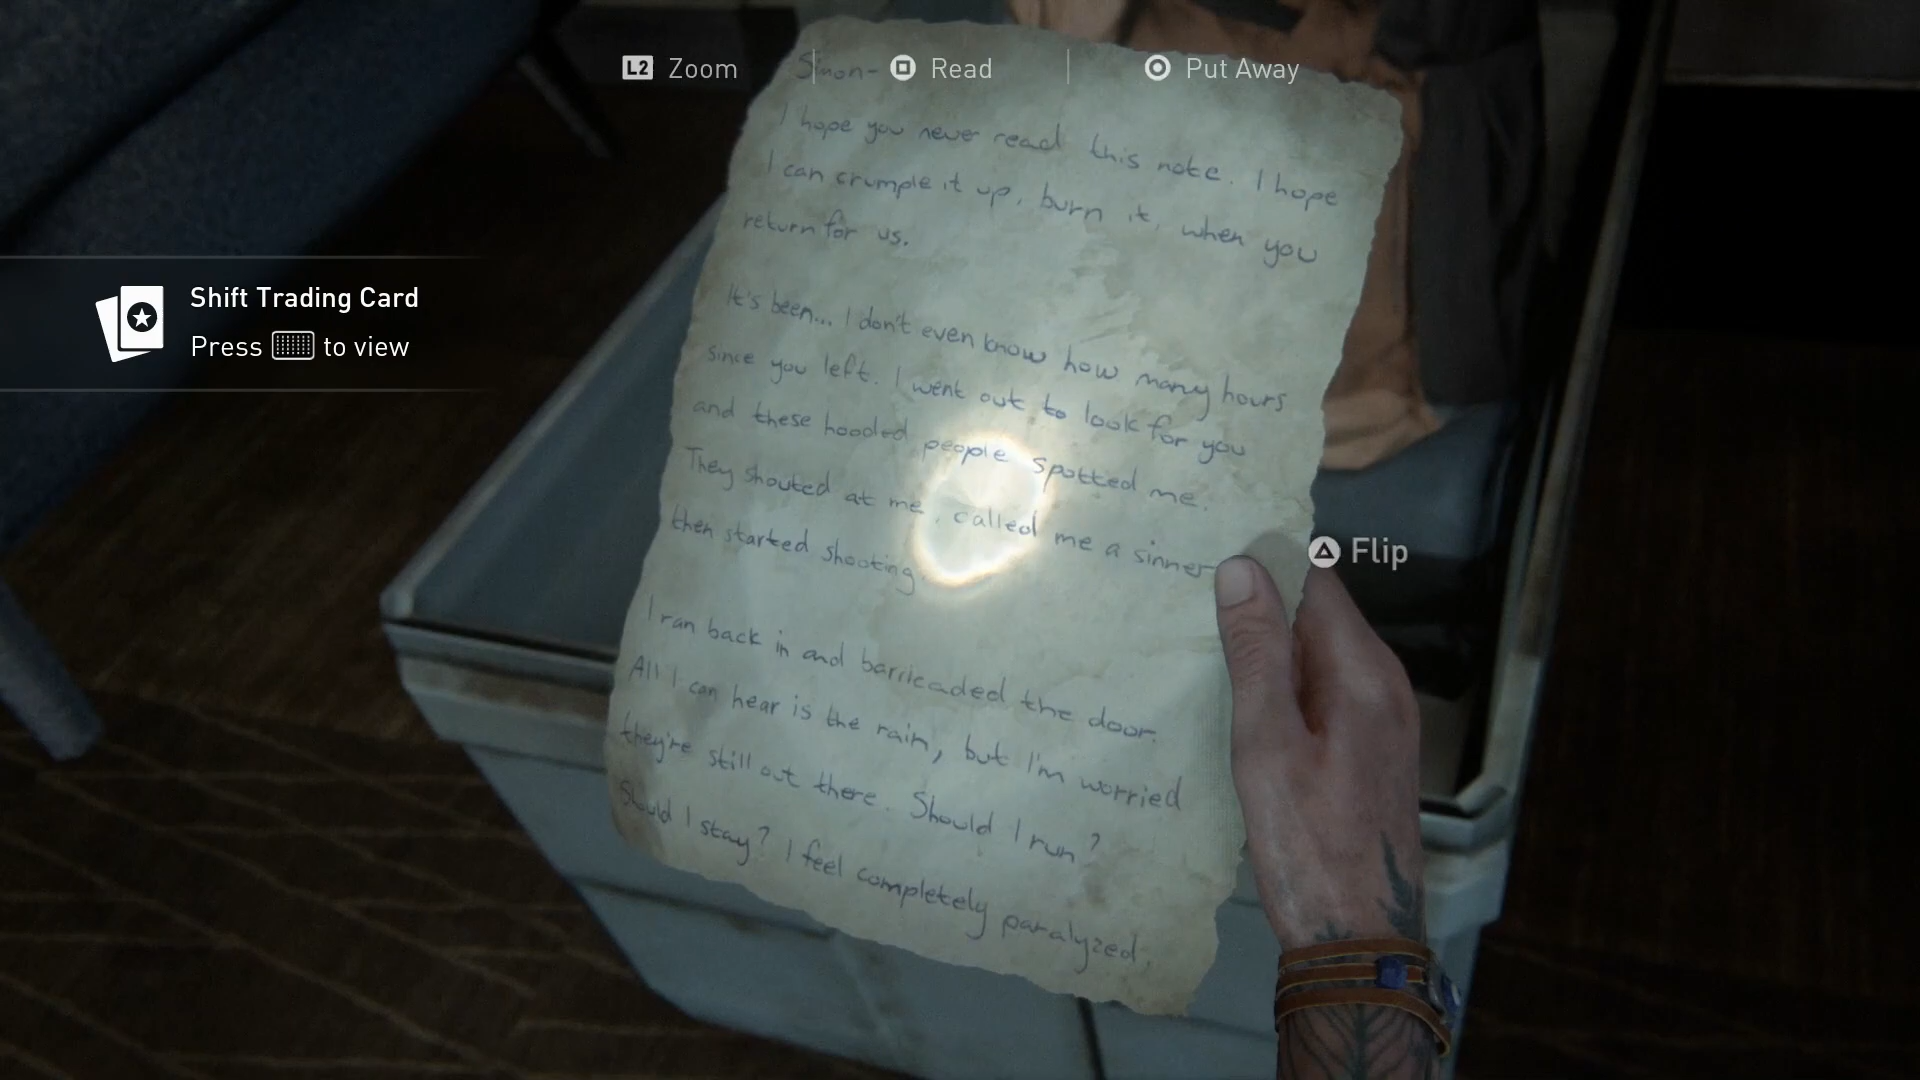 L2 Zoom
Read
Put Away
Simon-
I hope you never read this note. I hope
I can crumple it up, burn it, when you
return for us.
It's been... I don't even know how many hours
since you left. I went out to look for you
and these hooded people spotted me.
They shouted at me, called me a sinner
then started shooting.
I ran back in and barricaded the door.
All I can hear is the rain, but I'm worried
they're still out there. Should I run?
Should I stay? I feel completely paralyzed.
Shift Trading Card
Press to view
Flip